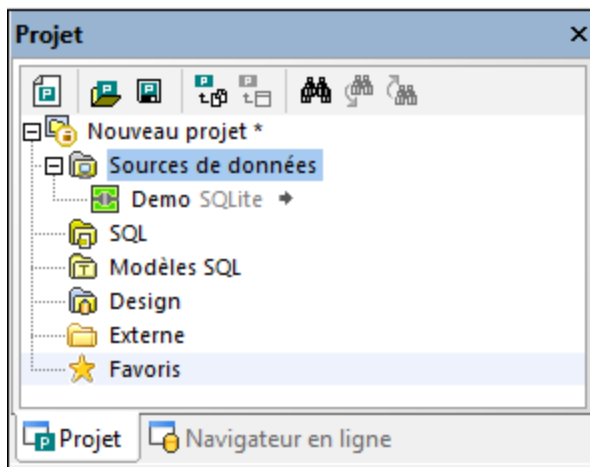 Projet
Nouveau projet *
Sources de données
Demo SQLite
SQL
Modèles SQL
Design
Externe
Favoris
Projet Navigateur en ligne